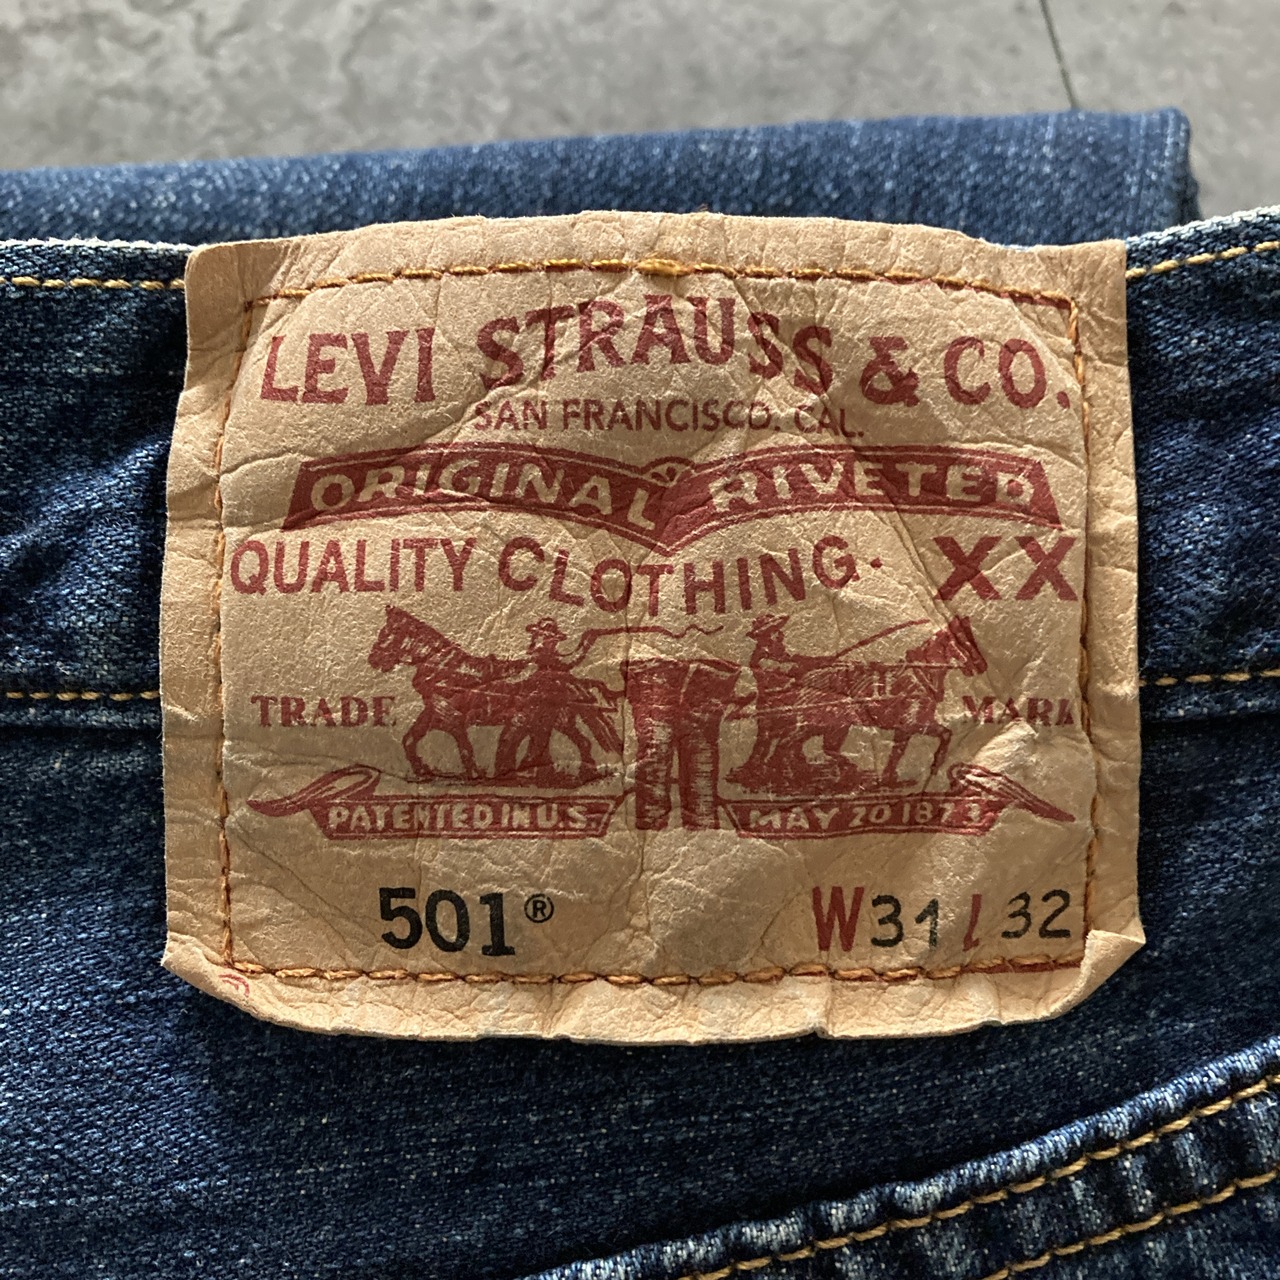 LEVI STRAUSS & CO.
SAN FRANCISCO, CAL.
ORIGINAL RIVETED
QUALITY CLOTHING. XX
TRADE MARK
PATENTED IN U.S. MAY 20 1873
501® W31 L 32